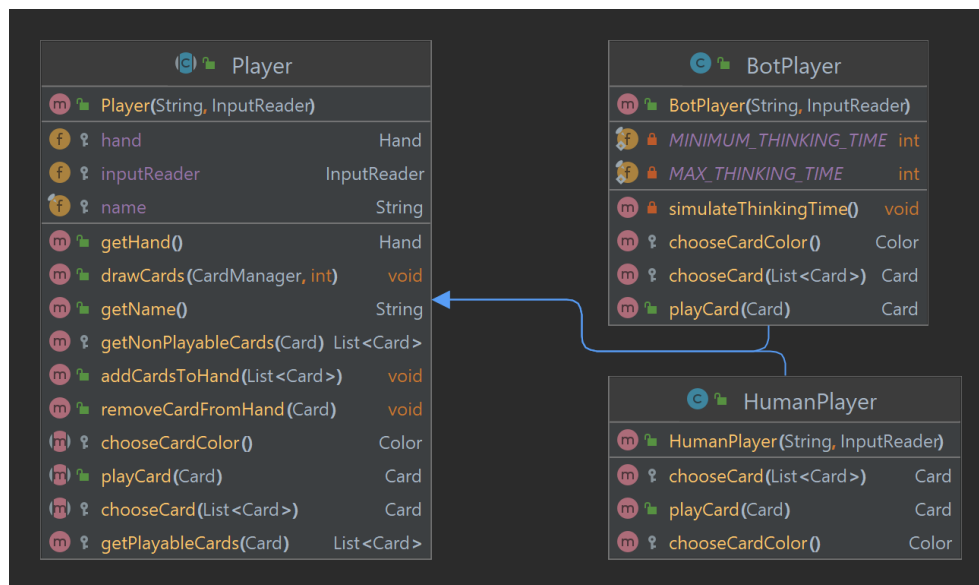 Player
Player(String, InputReader)
hand Hand
inputReader InputReader
name String
getHand() Hand
drawCards(CardManager, int) void
getName() String
getNonPlayableCards(Card) List<Card>
addCardsToHand(List<Card>) void
removeCardFromHand(Card) void
chooseCardColor() Color
playCard(Card) Card
chooseCard(List<Card>) Card
getPlayableCards(Card) List<Card>
BotPlayer
BotPlayer(String, InputReader)
MINIMUM_THINKING_TIME int
MAX_THINKING_TIME int
simulateThinkingTime() void
chooseCardColor() Color
chooseCard(List<Card>) Card
playCard(Card) Card
HumanPlayer
HumanPlayer(String, InputReader)
chooseCard(List<Card>) Card
playCard(Card) Card
chooseCardColor() Color